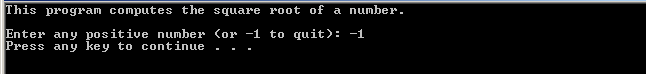 This program computes the square root of a number.
Enter any positive number (or -1 to quit): -1
Press any key to continue . . .